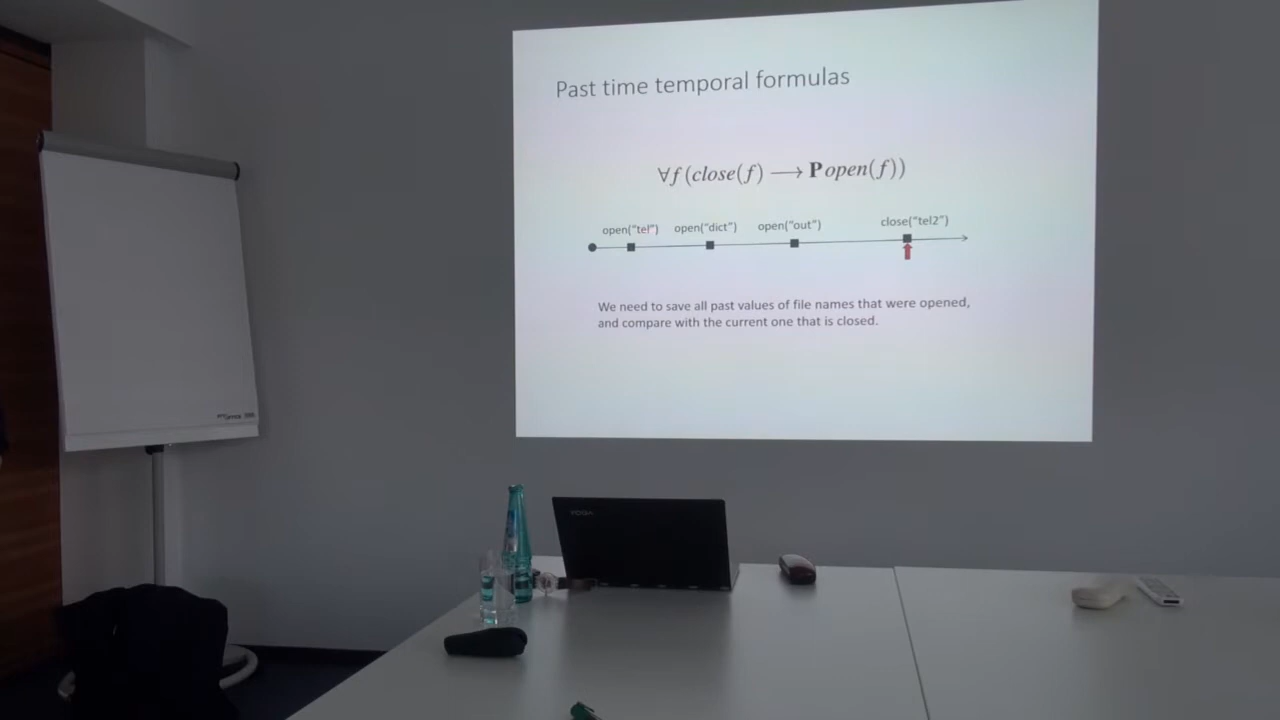 Past time temporal formulas
∀f (close(f) ⟶ P open(f))
open("tel") open("dict") open("out") close("tel2")
We need to save all past values of file names that were opened,
and compare with the current one that is closed.
YOGA